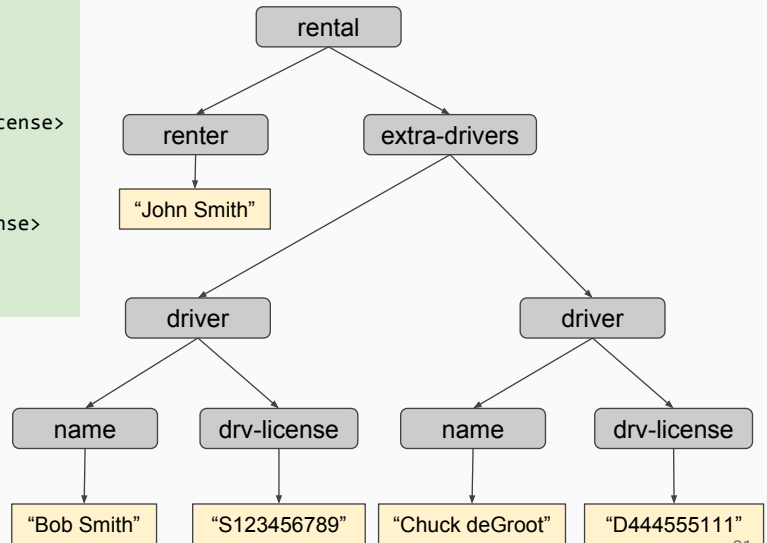 rental
cense>
renter
extra-drivers
“John Smith”
nse>
driver
driver
name
drv-license
name
drv-license
“Bob Smith”
“S123456789”
“Chuck deGroot”
“D444555111”